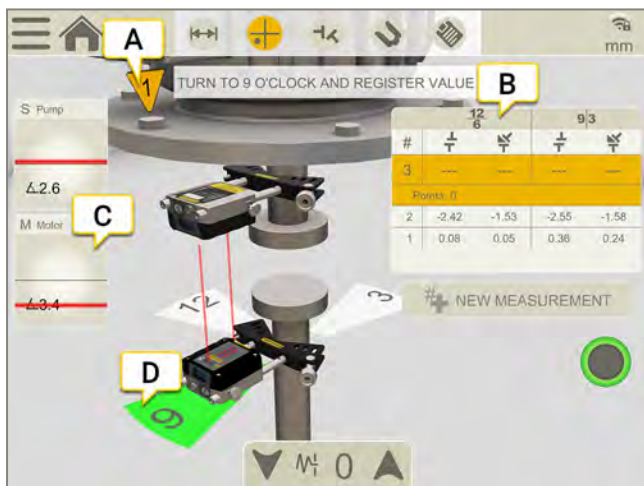 mm
A
1
TURN TO 9 O'CLOCK AND REGISTER VALUE
B
S Pump
∡2.6
M Motor
C
∡3.4
12
6
9|3
#
3 --- --- --- ---
Points: 0
2 -2.42 -1.53 -2.55 -1.58
1 0.08 0.05 0.36 0.24
NEW MEASUREMENT
12
3
D
9
0